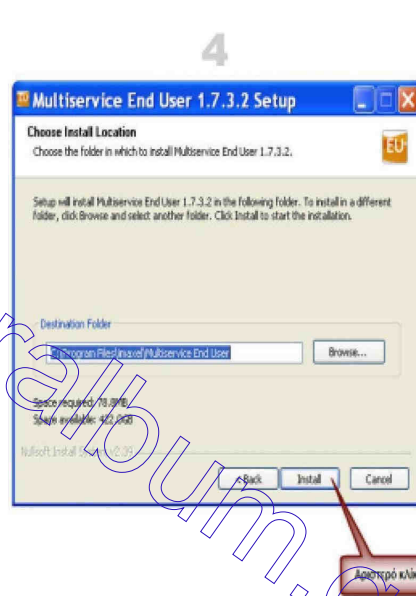 4
Multiservice End User 1.7.3.2 Setup
Choose Install Location
Choose the folder in which to install Multiservice End User 1.7.3.2.
EU
Setup will install Multiservice End User 1.7.3.2 in the following folder. To install in a different
folder, click Browse and select another folder. Click Install to start the installation.
Destination Folder
Program Files\imaxel\Multiservice End User
Browse...
Space required: 78.8MB
Space available: 422.0GB
Nullsoft Install System v2.39
< Back
Install
Cancel
Αριστερό κλικ
ralbum.g